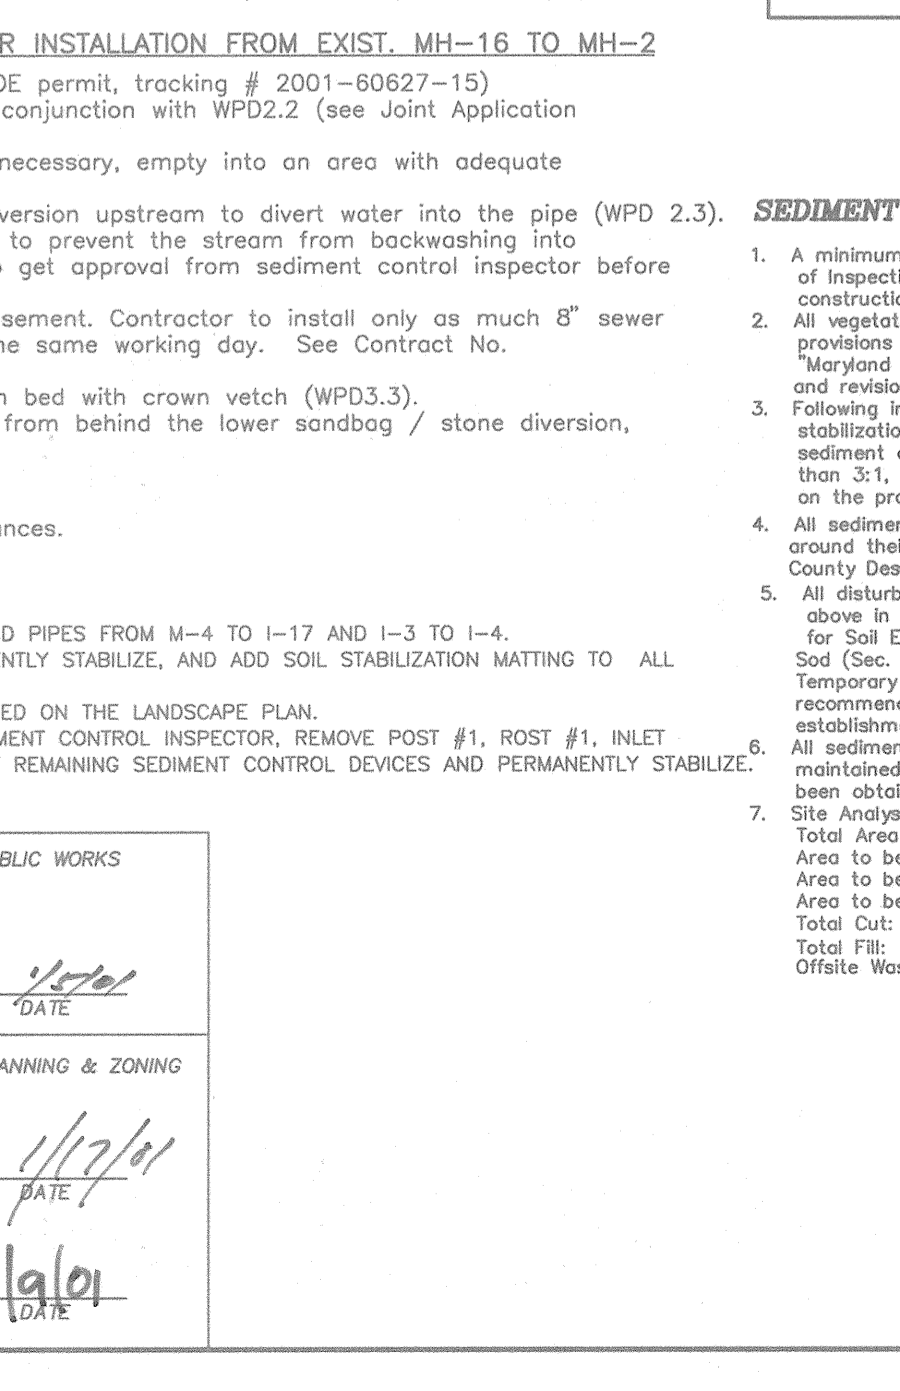 R INSTALLATION FROM EXIST. MH-16 TO MH-2
DE permit, tracking # 2001-60627-15)
conjunction with WPD2.2 (see Joint Application
necessary, empty into an area with adequate
version upstream to divert water into the pipe (WPD 2.3).
to prevent the stream from backwashing into
o get approval from sediment control inspector before
sement. Contractor to install only as much 8" sewer
ne same working day. See Contract No.
n bed with crown vetch (WPD3.3).
from behind the lower sandbag / stone diversion,
ances.
D PIPES FROM M-4 TO I-17 AND I-3 TO I-4.
ENTLY STABILIZE, AND ADD SOIL STABILIZATION MATTING TO ALL
ED ON THE LANDSCAPE PLAN.
MENT CONTROL INSPECTOR, REMOVE POST #1, ROST #1, INLET
REMAINING SEDIMENT CONTROL DEVICES AND PERMANENTLY STABILIZE.
SEDIMENT
1. A minimum
of Inspecti
constructio
2. All vegetat
provisions
"Maryland
and revisio
3. Following in
stabilizatio
sediment c
than 3:1,
on the pro
4. All sedimen
around thei
County Des
5. All disturb
above in
for Soil E
Sod (Sec.
Temporary
recommend
establishm
6. All sedimen
maintained
been obtai
7. Site Analys
Total Area
Area to be
Area to be
Area to be
Total Cut:
Total Fill:
Offsite Was
BLIC WORKS
1/5/01
DATE
ANNING & ZONING
1/17/01
DATE
/9/01
DATE